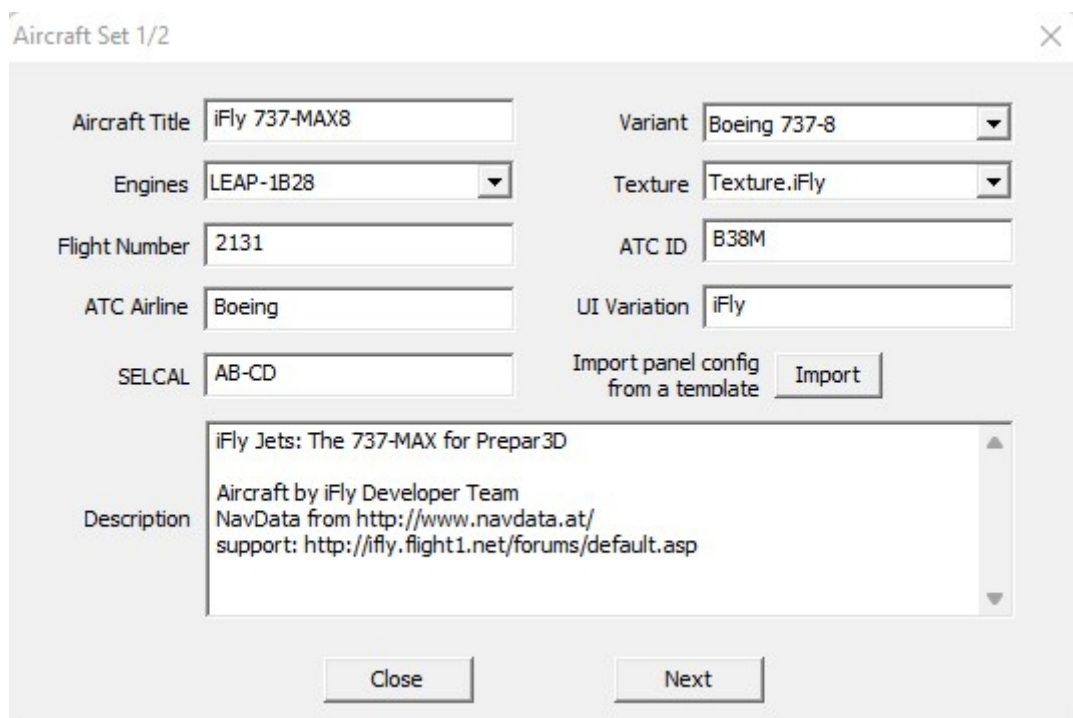 Aircraft Set 1/2
Aircraft Title iFly 737-MAX8 Variant Boeing 737-8
Engines LEAP-1B28 Texture Texture.iFly
Flight Number 2131 ATC ID B38M
ATC Airline Boeing UI Variation iFly
SELCAL AB-CD Import panel config
from a template Import
Description
iFly Jets: The 737-MAX for Prepar3D
Aircraft by iFly Developer Team
NavData from http://www.navdata.at/
support: http://ifly.flight1.net/forums/default.asp
Close Next